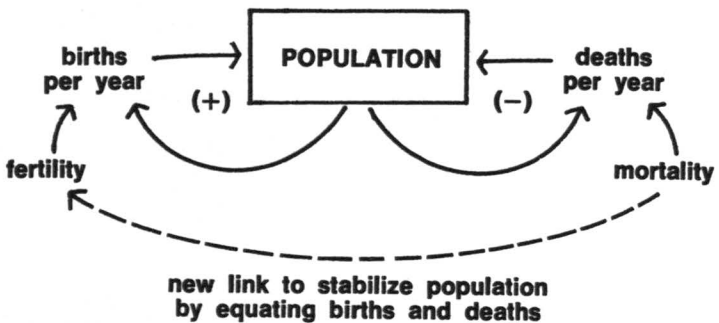 births
per year
(+)
POPULATION
(−)
deaths
per year
fertility
mortality
new link to stabilize population
by equating births and deaths